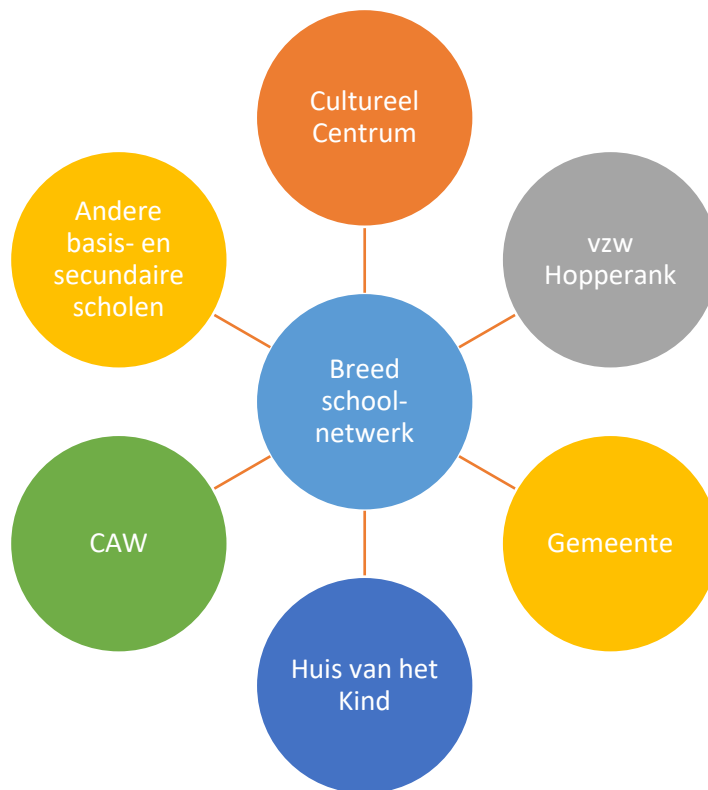 Cultureel
Centrum
Andere
basis- en
secundaire
scholen
vzw
Hopperank
Breed
school-
netwerk
CAW
Gemeente
Huis van het
Kind